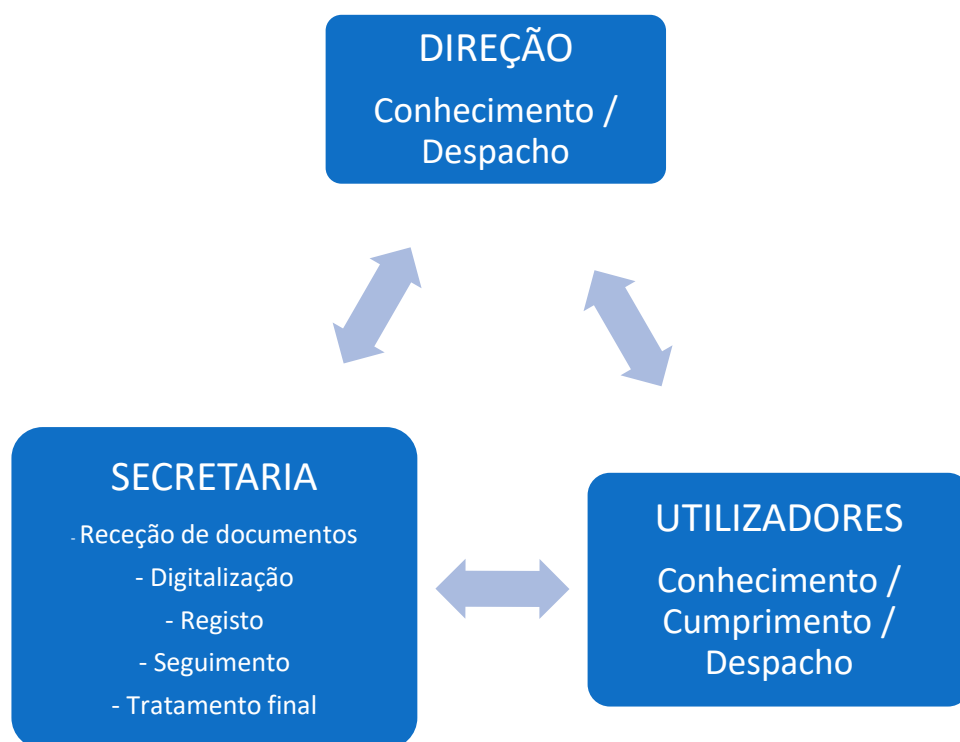 DIREÇÃO
Conhecimento /
Despacho
SECRETARIA
- Receção de documentos
- Digitalização
- Registo
- Seguimento
- Tratamento final
UTILIZADORES
Conhecimento /
Cumprimento /
Despacho